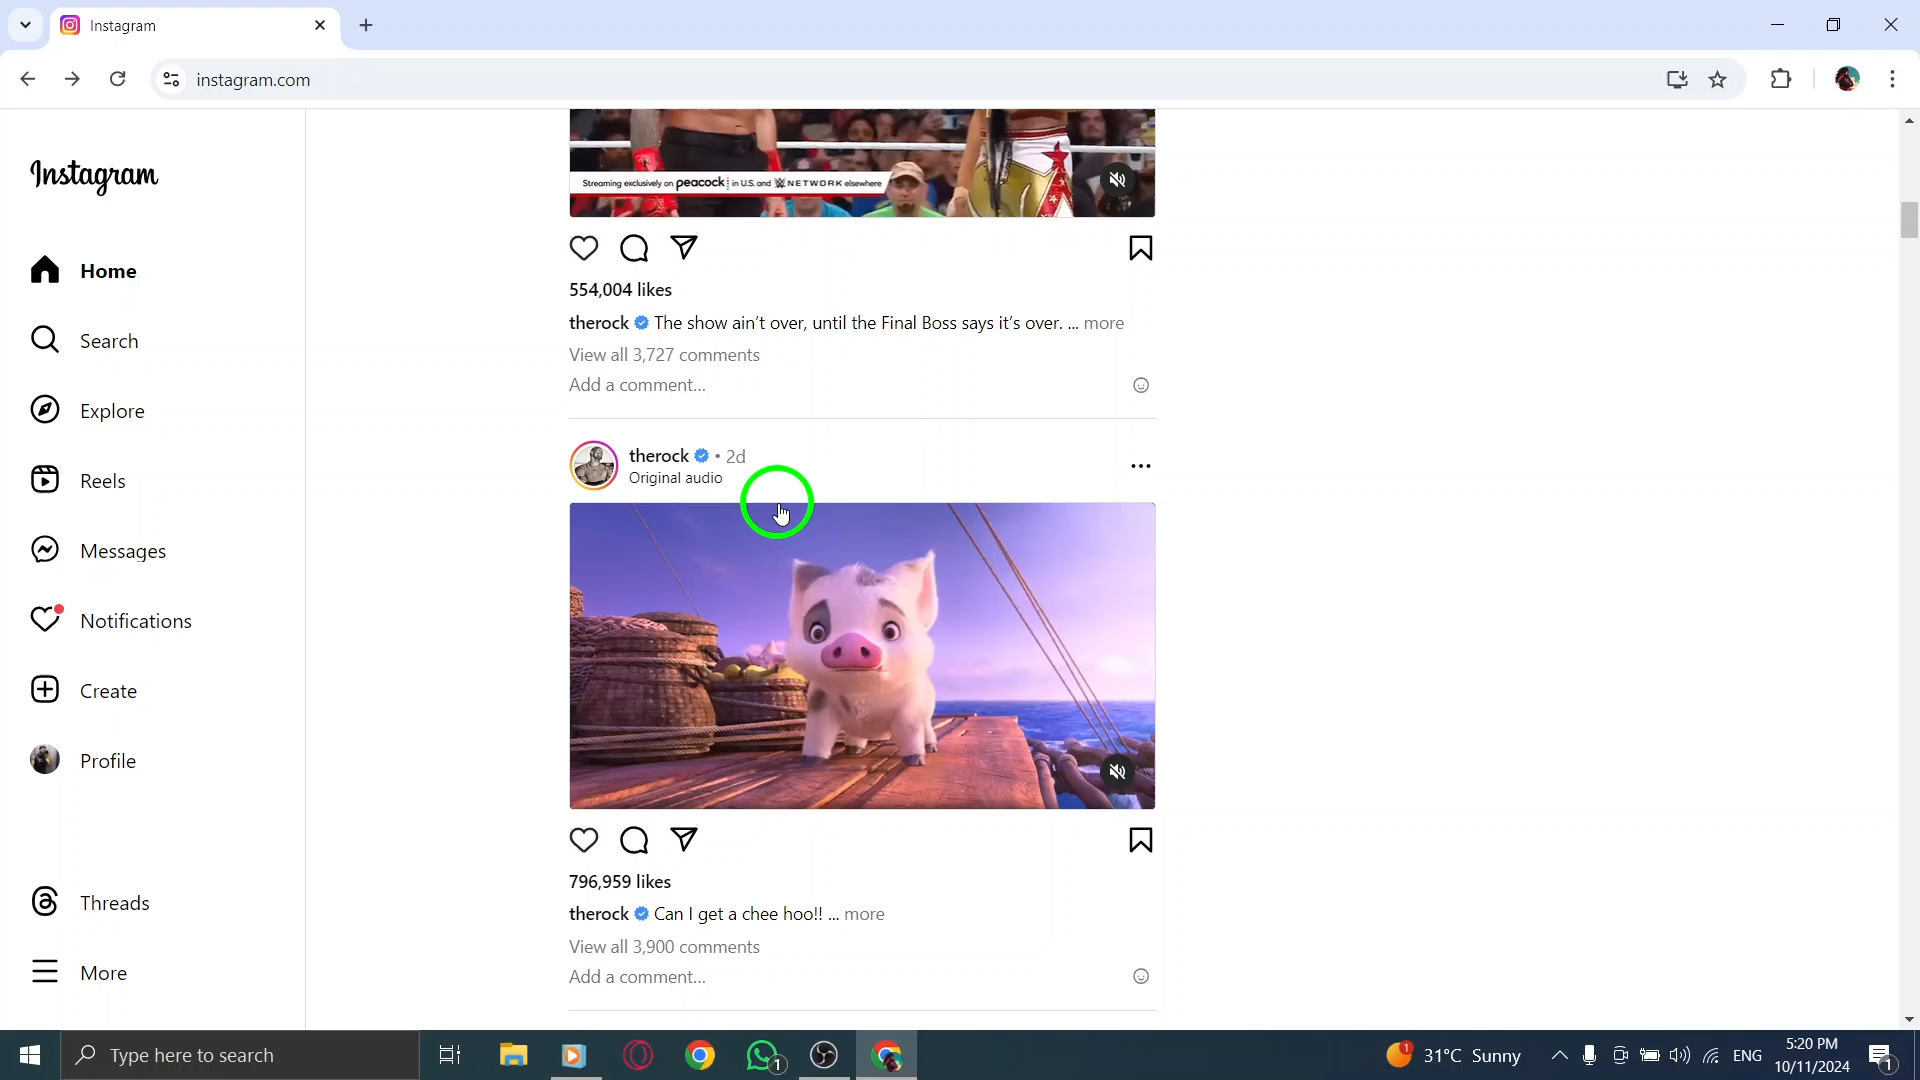 Instagram
instagram.com
Instagram
Home
Search
Explore
Reels
Messages
Notifications
Create
Profile
Threads
More
Streaming exclusively on peacock in U.S. and WWE NETWORK elsewhere
554,004 likes
therock The show ain't over, until the Final Boss says it's over. ... more
View all 3,727 comments
Add a comment...
therock • 2d
Original audio
796,959 likes
therock Can I get a chee hoo!! ... more
View all 3,900 comments
Add a comment...
Type here to search
1
1
31°C Sunny
ENG
5:20 PM
10/11/2024
1